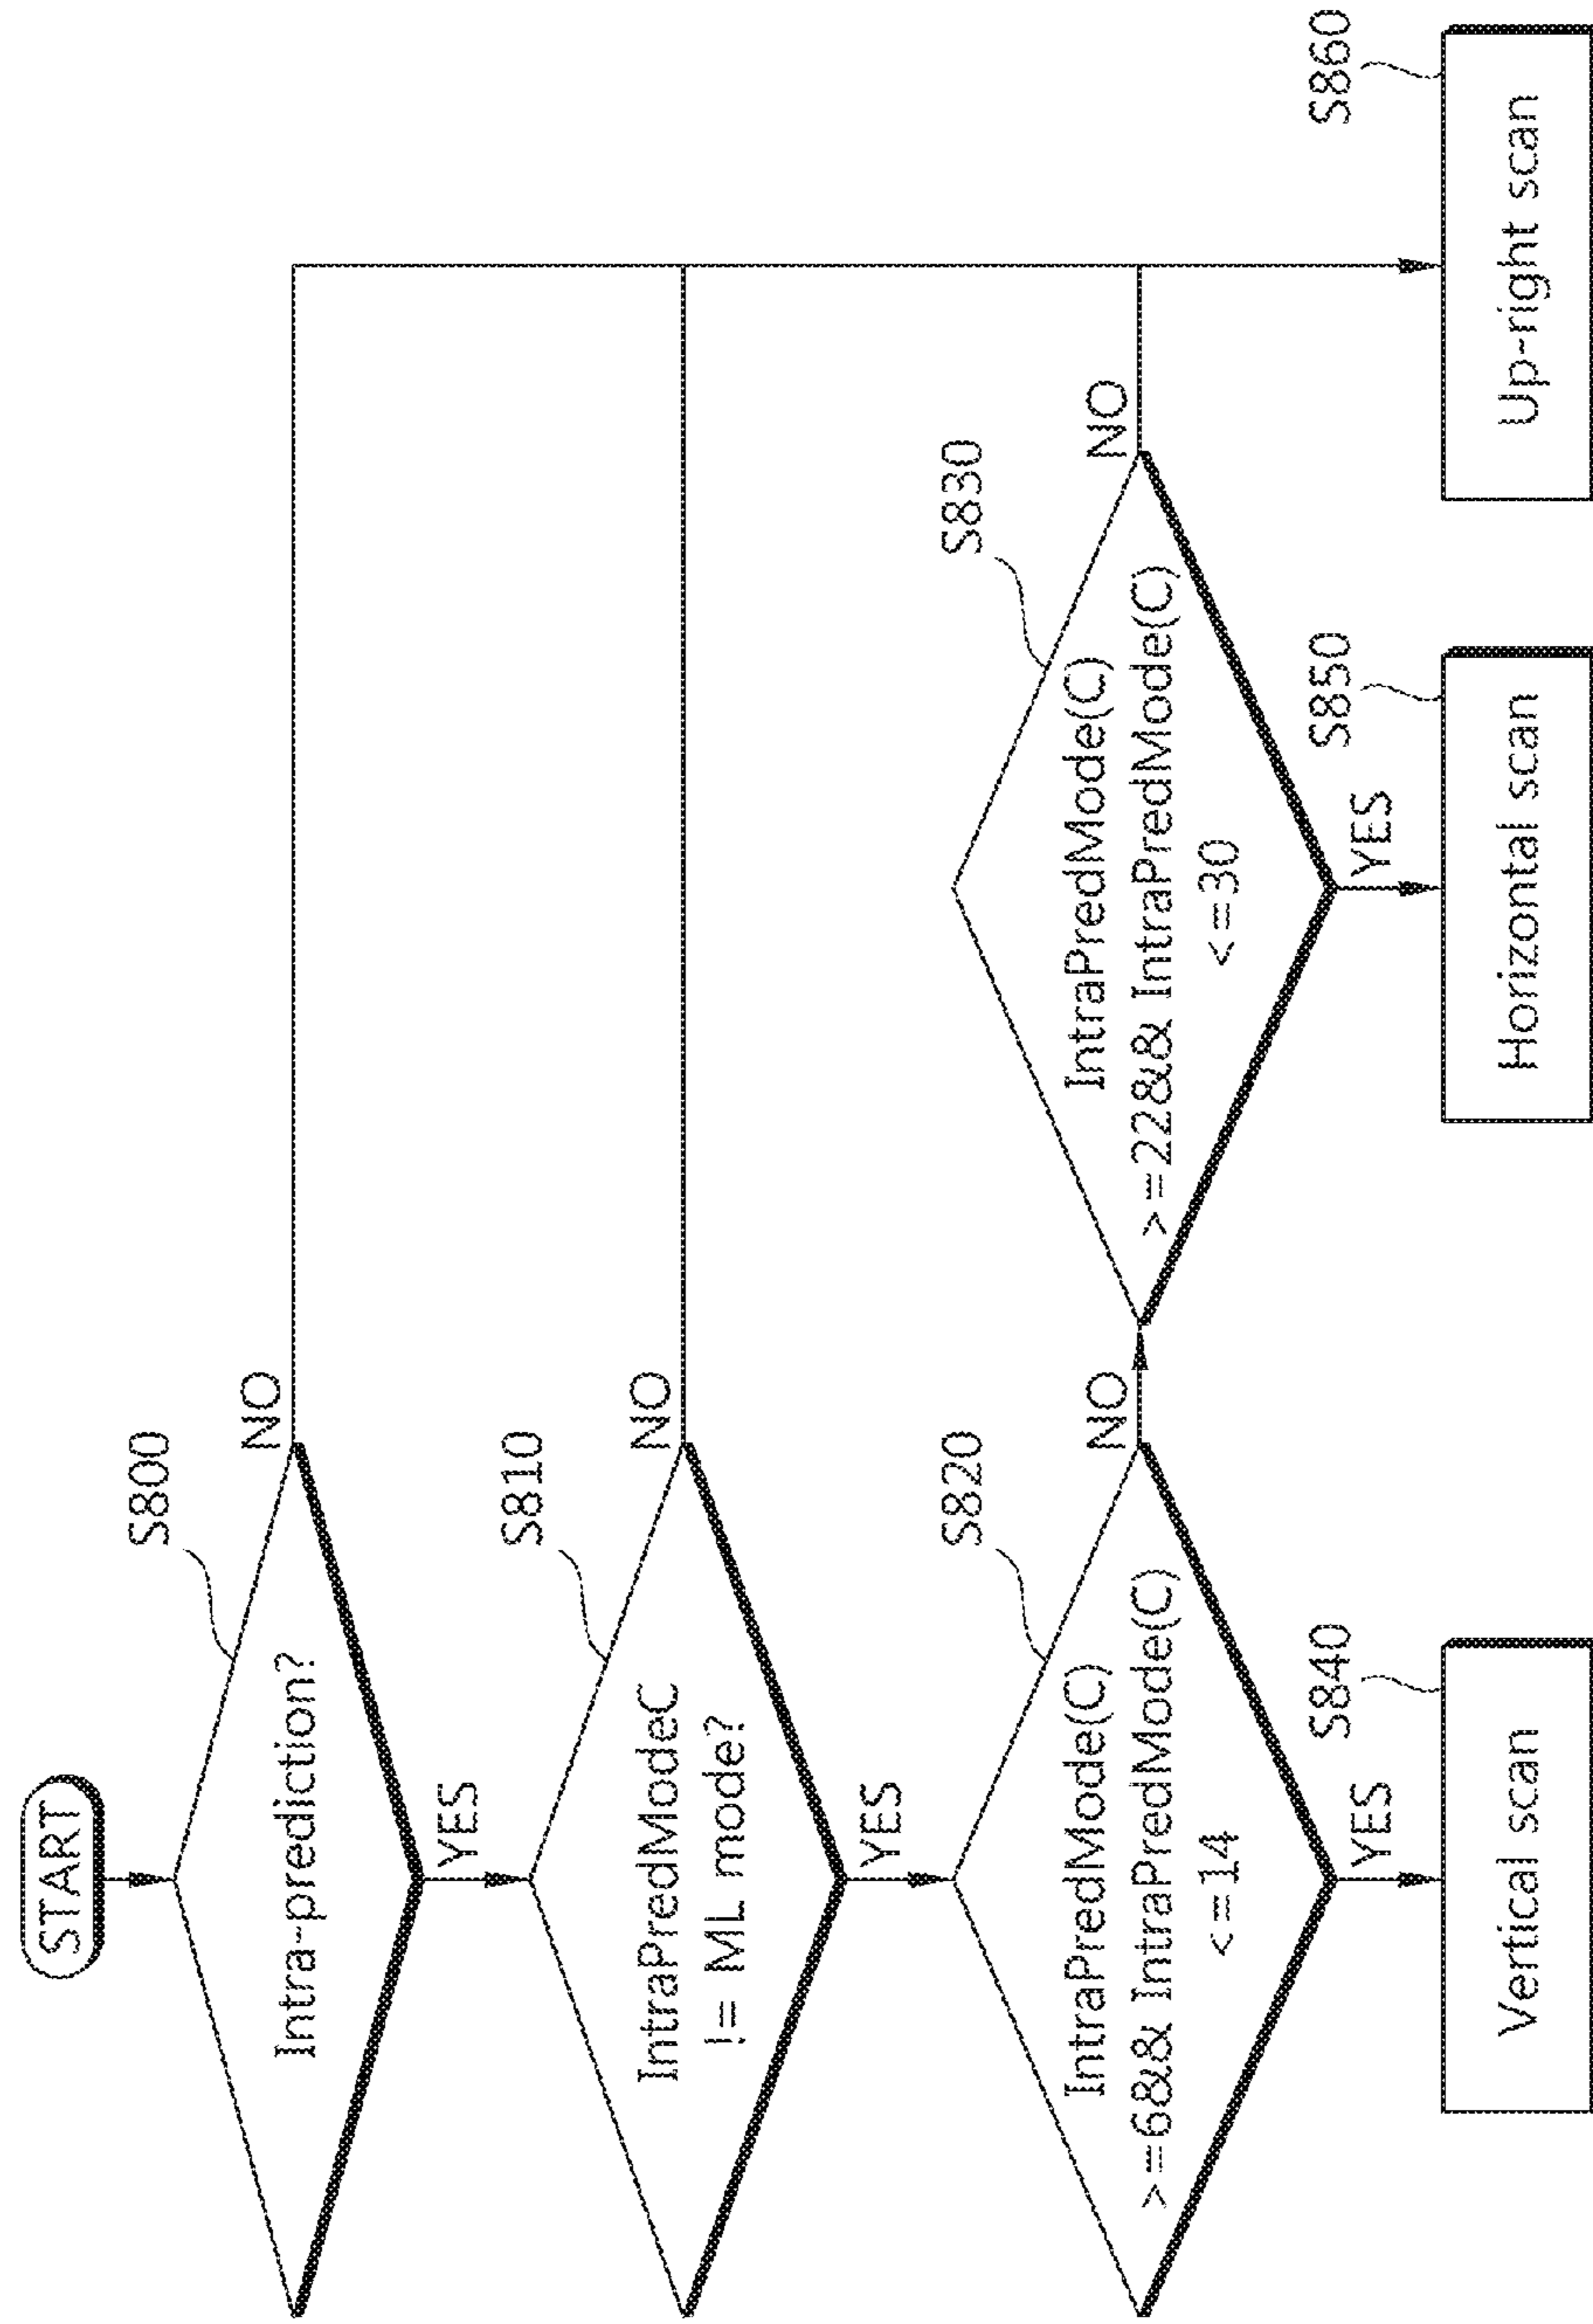 START
S800
Intra-prediction?
NO
YES
S810
IntraPredModeC
!= ML mode?
NO
YES
S820
IntraPredMode(C)
>=6&& IntraPredMode(C)
<=14
NO
YES
S830
IntraPredMode(C)
>=22&& IntraPredMode(C)
<=30
NO
YES
S840
Vertical scan
S850
Horizontal scan
S860
Up-right scan